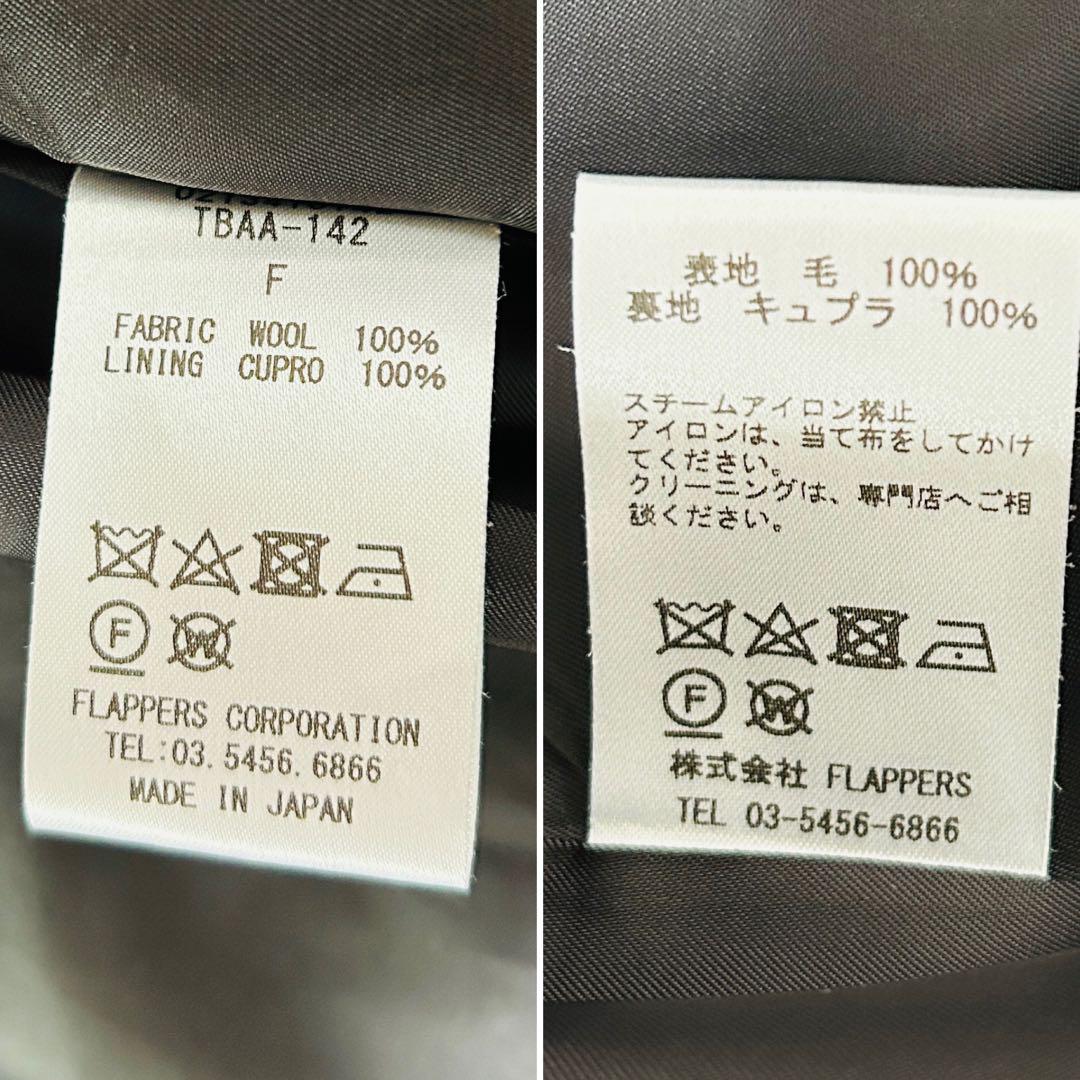 TBAA-142
F
FABRIC WOOL 100%
LINING CUPRO 100%
F
W
FLAPPERS CORPORATION
TEL:03.5456.6866
MADE IN JAPAN
表地 毛 100%
裏地 キュプラ 100%
スチームアイロン禁止
アイロンは、当て布をしてかけ
てください。
クリーニングは、専門店へご相
談ください。
F
W
株式会社 FLAPPERS
TEL 03-5456-6866